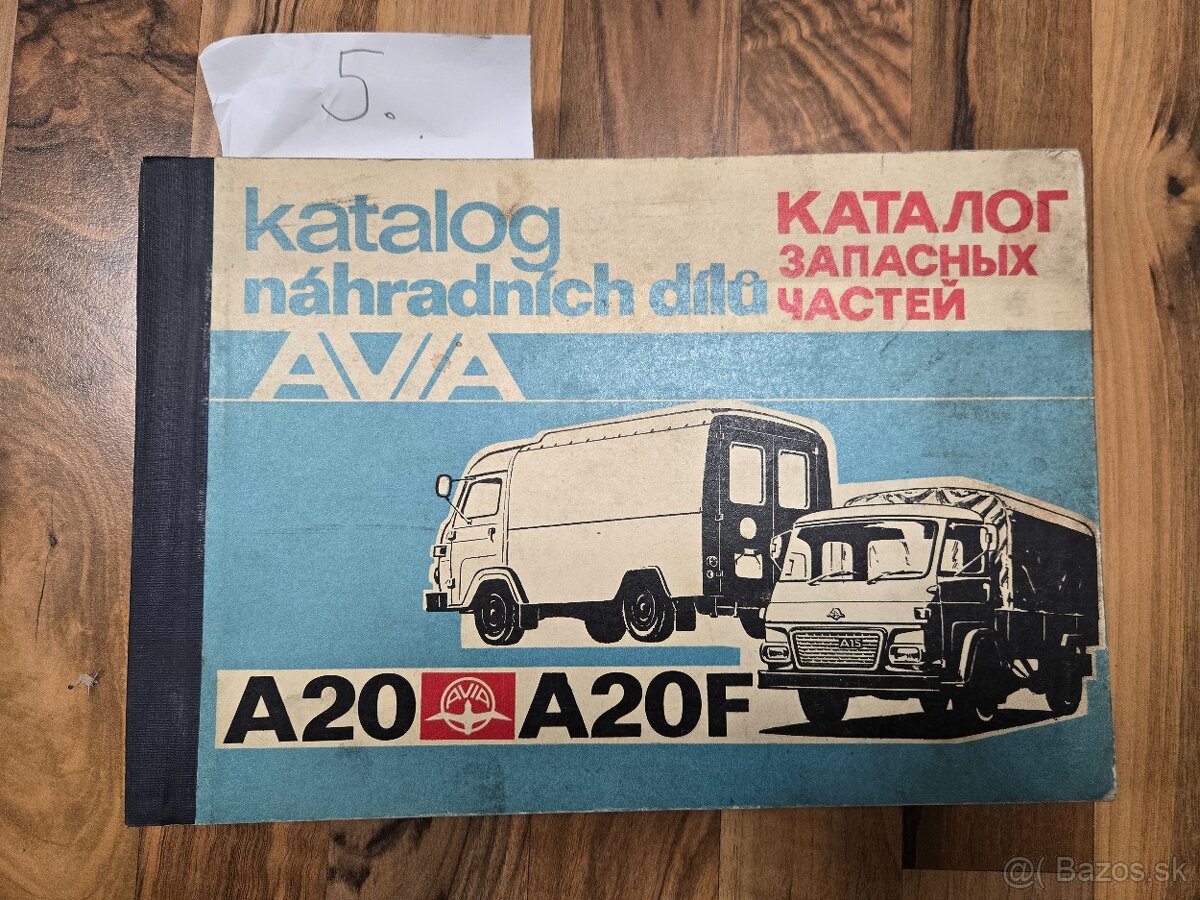 5.
katalog
náhradních dílů
КАТАЛОГ
ЗАПАСНЫХ
ЧАСТЕЙ
AVIA
A15
A20 AVIA A20F
@( Bazos.sk